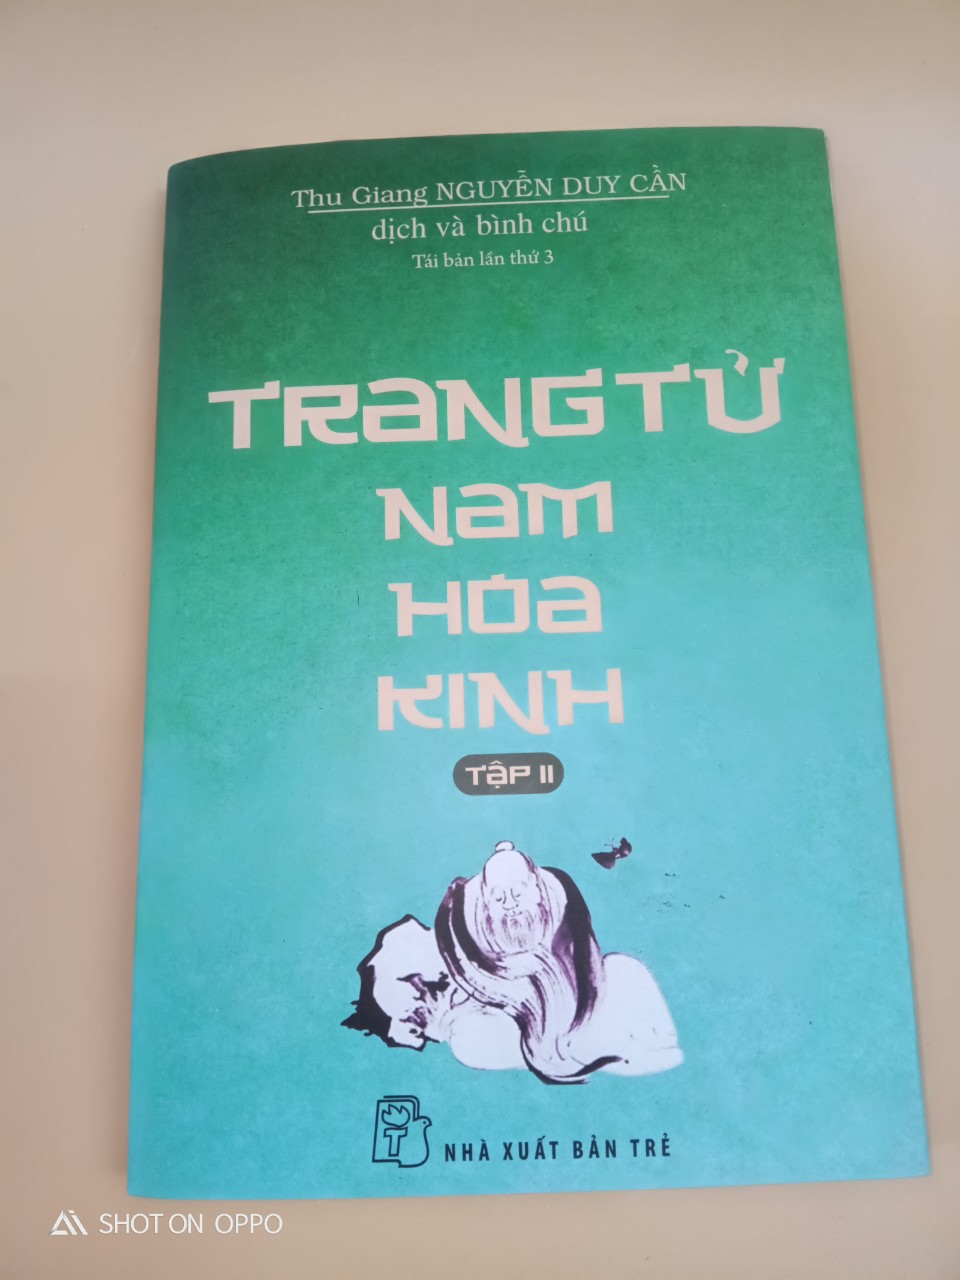 Thu Giang NGUYỄN DUY CẦN
dịch và bình chú
Tái bản lần thứ 3
TRANG TỬ
NAM
HÓA
KINH
TẬP II
T
NHÀ XUẤT BẢN TRẺ
SHOT ON OPPO